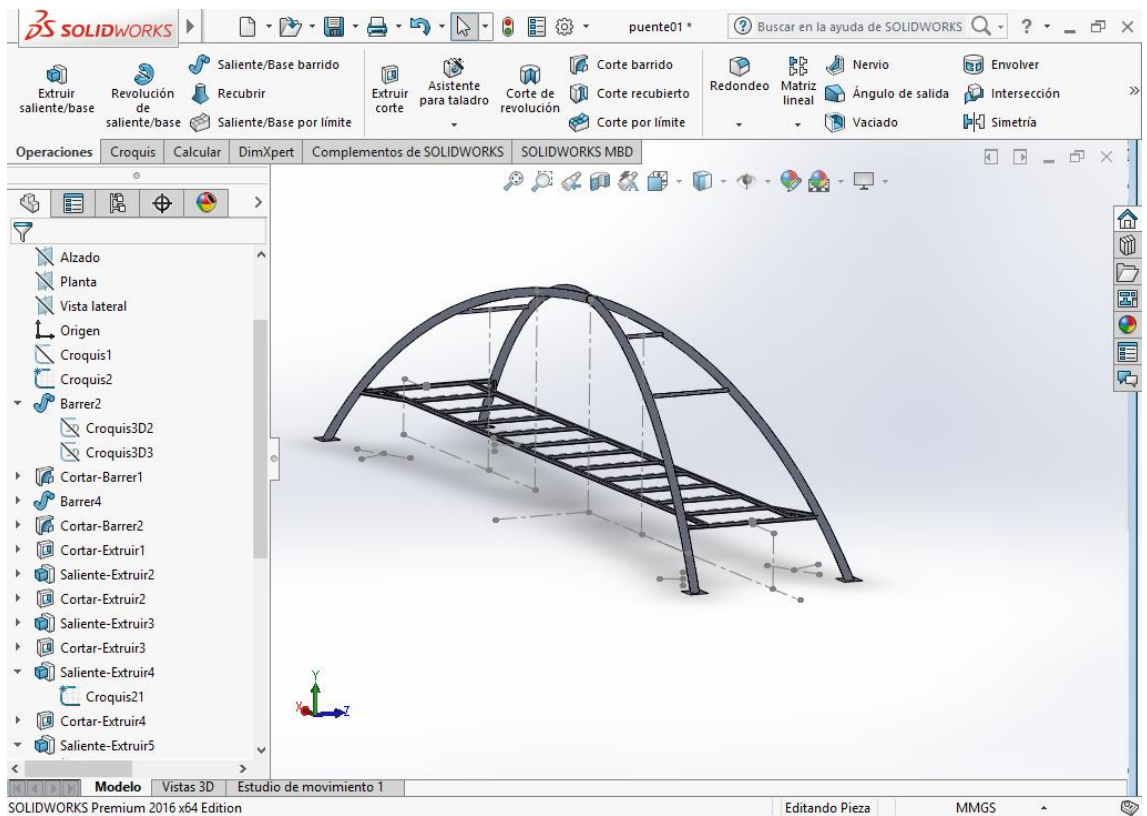 SOLIDWORKS
puente01 *
Buscar en la ayuda de SOLIDWORKS
?
Extruir saliente/base
Revolución de saliente/base
Saliente/Base barrido
Recubrir
Saliente/Base por límite
Extruir corte
Asistente para taladro
Corte de revolución
Corte barrido
Corte recubierto
Corte por límite
Redondeo
Matriz lineal
Nervio
Ángulo de salida
Vaciado
Envolver
Intersección
Simetría
Operaciones
Croquis
Calcular
DimXpert
Complementos de SOLIDWORKS
SOLIDWORKS MBD
Alzado
Planta
Vista lateral
Origen
Croquis1
Croquis2
Barrer2
Croquis3D2
Croquis3D3
Cortar-Barrer1
Barrer4
Cortar-Barrer2
Cortar-Extruir1
Saliente-Extruir2
Cortar-Extruir2
Saliente-Extruir3
Cortar-Extruir3
Saliente-Extruir4
Croquis21
Cortar-Extruir4
Saliente-Extruir5
Y
X
Z
Modelo
Vistas 3D
Estudio de movimiento 1
SOLIDWORKS Premium 2016 x64 Edition
Editando Pieza
MMGS